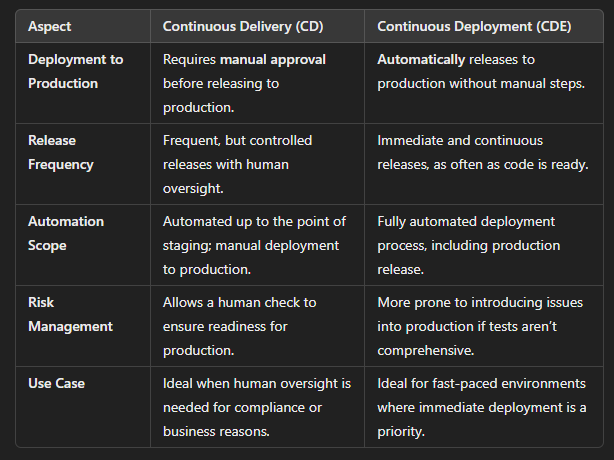 Aspect
Continuous Delivery (CD)
Continuous Deployment (CDE)
Deployment to
Production
Requires manual approval
before releasing to
production.
Automatically releases to
production without manual steps.
Release
Frequency
Frequent, but controlled
releases with human
oversight.
Immediate and continuous
releases, as often as code is ready.
Automation
Scope
Automated up to the point of
staging; manual deployment
to production.
Fully automated deployment
process, including production
release.
Risk
Management
Allows a human check to
ensure readiness for
production.
More prone to introducing issues
into production if tests aren’t
comprehensive.
Use Case
Ideal when human oversight is
needed for compliance or
business reasons.
Ideal for fast-paced environments
where immediate deployment is a
priority.